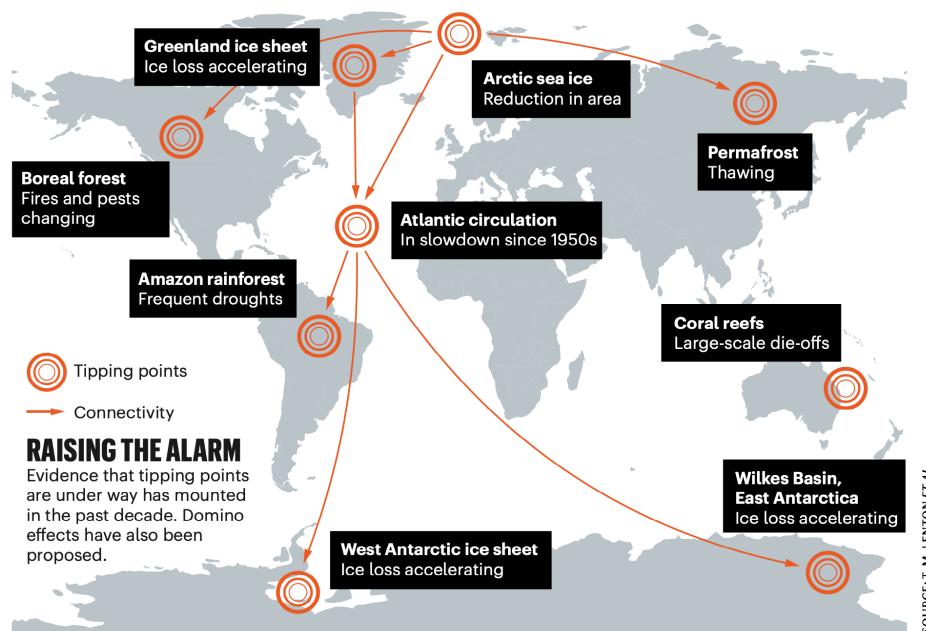 Greenland ice sheet
Ice loss accelerating
Arctic sea ice
Reduction in area
Permafrost
Thawing
Boreal forest
Fires and pests
changing
Atlantic circulation
In slowdown since 1950s
Amazon rainforest
Frequent droughts
Coral reefs
Large-scale die-offs
Tipping points
Connectivity
RAISING THE ALARM
Evidence that tipping points
are under way has mounted
in the past decade. Domino
effects have also been
proposed.
Wilkes Basin,
East Antarctica
Ice loss accelerating
West Antarctic ice sheet
Ice loss accelerating